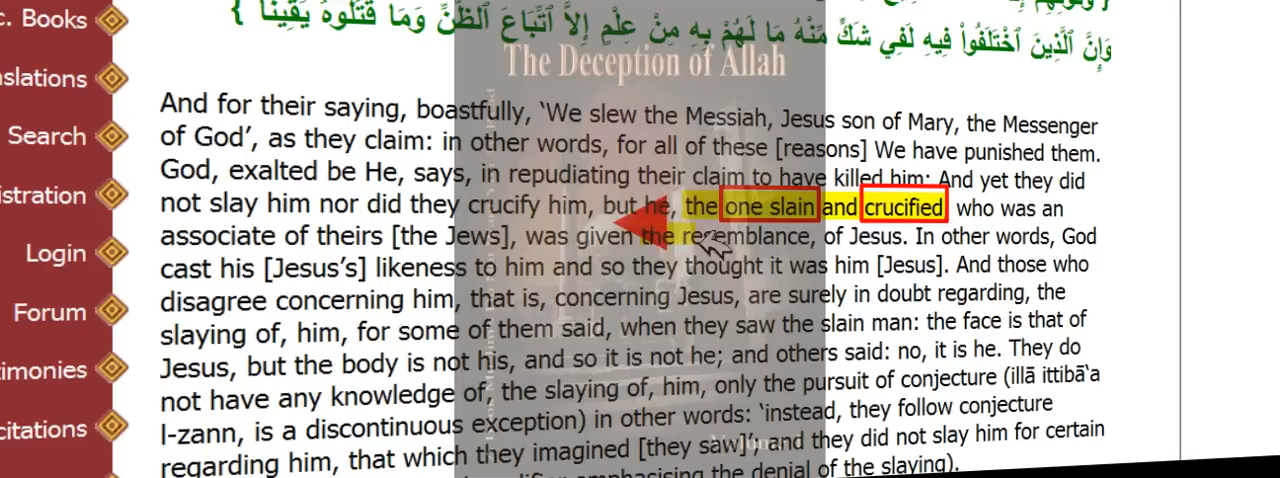 c. Books
nslations
Search
istration
Login
Forum
imonies
citations
وَإِنَّ ٱلَّذِينَ ٱخْتَلَفُواْ فِيهِ لَفِي شَكٍّ مِّنْهُ مَا لَهُمْ بِهِ مِنْ عِلْمٍ إِلاَّ ٱتِّبَاعَ ٱلظَّنِّ وَمَا قَتَلُوهُ يَقِيناً }
The Deception of Allah
And for their saying, boastfully, ‘We slew the Messiah, Jesus son of Mary, the Messenger
of God’, as they claim: in other words, for all of these [reasons] We have punished them.
God, exalted be He, says, in repudiating their claim to have killed him: And yet they did
not slay him nor did they crucify him, but he, the one slain and crucified, who was an
associate of theirs [the Jews], was given the resemblance, of Jesus. In other words, God
cast his [Jesus’s] likeness to him and so they thought it was him [Jesus]. And those who
disagree concerning him, that is, concerning Jesus, are surely in doubt regarding, the
slaying of, him, for some of them said, when they saw the slain man: the face is that of
Jesus, but the body is not his, and so it is not he; and others said: no, it is he. They do
not have any knowledge of, the slaying of, him, only the pursuit of conjecture (illā ittibā‘a
l-zann, is a discontinuous exception) in other words: ‘instead, they follow conjecture
regarding him, that which they imagined [they saw]’; and they did not slay him for certain
emphasising the denial of the slaying).